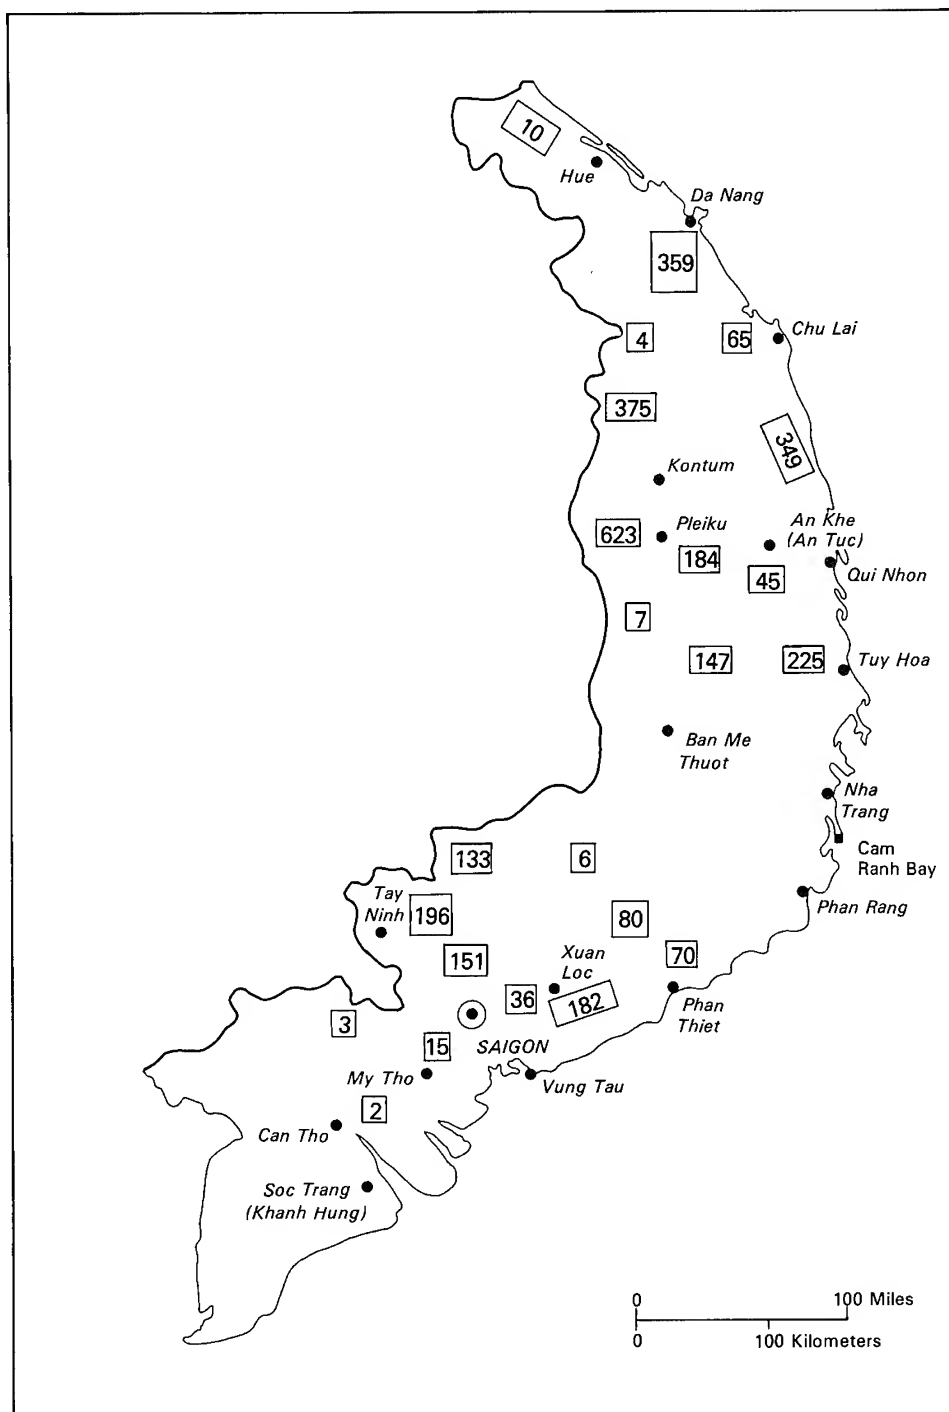 10
Hue
Da Nang
359
4
65
Chu Lai
375
349
Kontum
An Khe
(An Tuc)
623
Pleiku
184
45
Qui Nhon
7
147
225
Tuy Hoa
Ban Me
Thuot
Nha
Trang
Cam
Ranh Bay
133
6
Tay
Ninh
196
80
Phan Rang
151
Xuan
Loc
70
36
182
Phan
Thiet
3
15
SAIGON
My Tho
Vung Tau
2
Can Tho
Soc Trang
(Khanh Hung)
0
100 Miles
0
100 Kilometers